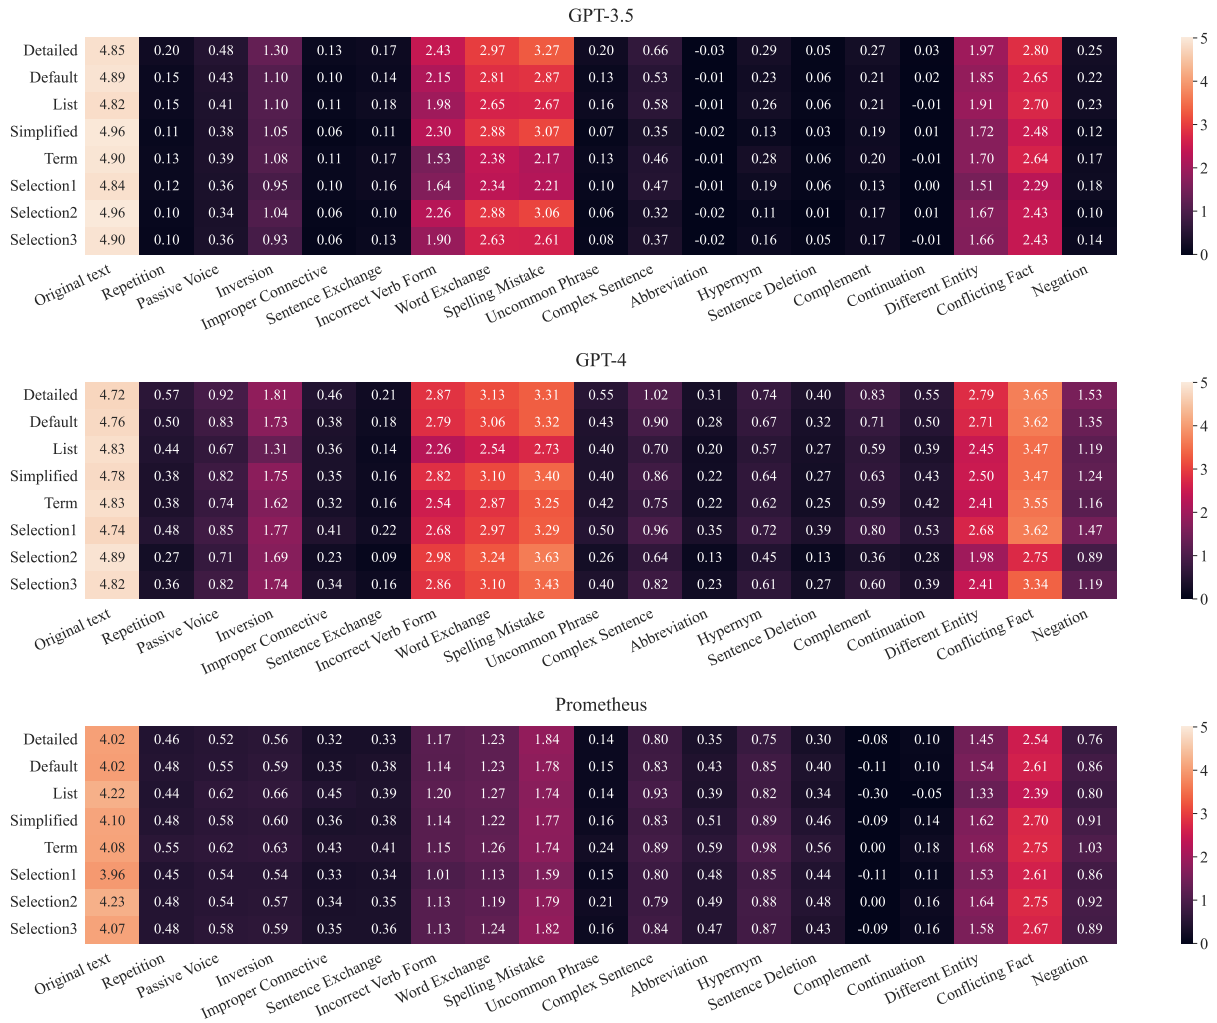 GPT-3.5
Detailed 4.85 0.20 0.48 1.30 0.13 0.17 2.43 2.97 3.27 0.20 0.66 -0.03 0.29 0.05 0.27 0.03 1.97 2.80 0.25
Default 4.89 0.15 0.43 1.10 0.10 0.14 2.15 2.81 2.87 0.13 0.53 -0.01 0.23 0.06 0.21 0.02 1.85 2.65 0.22
List 4.82 0.15 0.41 1.10 0.11 0.18 1.98 2.65 2.67 0.16 0.58 -0.01 0.26 0.06 0.21 -0.01 1.91 2.70 0.23
Simplified 4.96 0.11 0.38 1.05 0.06 0.11 2.30 2.88 3.07 0.07 0.35 -0.02 0.13 0.03 0.19 0.01 1.72 2.48 0.12
Term 4.90 0.13 0.39 1.08 0.11 0.17 1.53 2.38 2.17 0.13 0.46 -0.01 0.28 0.06 0.20 -0.01 1.70 2.64 0.17
Selection1 4.84 0.12 0.36 0.95 0.10 0.16 1.64 2.34 2.21 0.10 0.47 -0.01 0.19 0.06 0.13 0.00 1.51 2.29 0.18
Selection2 4.96 0.10 0.34 1.04 0.06 0.10 2.26 2.88 3.06 0.06 0.32 -0.02 0.11 0.01 0.17 0.01 1.67 2.43 0.10
Selection3 4.90 0.10 0.36 0.93 0.06 0.13 1.90 2.63 2.61 0.08 0.37 -0.02 0.16 0.05 0.17 -0.01 1.66 2.43 0.14
Original text Repetition Passive Voice Inversion Improper Connective Sentence Exchange Incorrect Verb Form Word Exchange Spelling Mistake Uncommon Phrase Complex Sentence Abbreviation Hypernym Sentence Deletion Complement Continuation Different Entity Conflicting Fact Negation
5
4
3
2
1
0
GPT-4
Detailed 4.72 0.57 0.92 1.81 0.46 0.21 2.87 3.13 3.31 0.55 1.02 0.31 0.74 0.40 0.83 0.55 2.79 3.65 1.53
Default 4.76 0.50 0.83 1.73 0.38 0.18 2.79 3.06 3.32 0.43 0.90 0.28 0.67 0.32 0.71 0.50 2.71 3.62 1.35
List 4.83 0.44 0.67 1.31 0.36 0.14 2.26 2.54 2.73 0.40 0.70 0.20 0.57 0.27 0.59 0.39 2.45 3.47 1.19
Simplified 4.78 0.38 0.82 1.75 0.35 0.16 2.82 3.10 3.40 0.40 0.86 0.22 0.64 0.27 0.63 0.43 2.50 3.47 1.24
Term 4.83 0.38 0.74 1.62 0.32 0.16 2.54 2.87 3.25 0.42 0.75 0.22 0.62 0.25 0.59 0.42 2.41 3.55 1.16
Selection1 4.74 0.48 0.85 1.77 0.41 0.22 2.68 2.97 3.29 0.50 0.96 0.35 0.72 0.39 0.80 0.53 2.68 3.62 1.47
Selection2 4.89 0.27 0.71 1.69 0.23 0.09 2.98 3.24 3.63 0.26 0.64 0.13 0.45 0.13 0.36 0.28 1.98 2.75 0.89
Selection3 4.82 0.36 0.82 1.74 0.34 0.16 2.86 3.10 3.43 0.40 0.82 0.23 0.61 0.27 0.60 0.39 2.41 3.34 1.19
Original text Repetition Passive Voice Inversion Improper Connective Sentence Exchange Incorrect Verb Form Word Exchange Spelling Mistake Uncommon Phrase Complex Sentence Abbreviation Hypernym Sentence Deletion Complement Continuation Different Entity Conflicting Fact Negation
5
4
3
2
1
0
Prometheus
Detailed 4.02 0.46 0.52 0.56 0.32 0.33 1.17 1.23 1.84 0.14 0.80 0.35 0.75 0.30 -0.08 0.10 1.45 2.54 0.76
Default 4.02 0.48 0.55 0.59 0.35 0.38 1.14 1.23 1.78 0.15 0.83 0.43 0.85 0.40 -0.11 0.10 1.54 2.61 0.86
List 4.22 0.44 0.62 0.66 0.45 0.39 1.20 1.27 1.74 0.14 0.93 0.39 0.82 0.34 -0.30 -0.05 1.33 2.39 0.80
Simplified 4.10 0.48 0.58 0.60 0.36 0.38 1.14 1.22 1.77 0.16 0.83 0.51 0.89 0.46 -0.09 0.14 1.62 2.70 0.91
Term 4.08 0.55 0.62 0.63 0.43 0.41 1.15 1.26 1.74 0.24 0.89 0.59 0.98 0.56 0.00 0.18 1.68 2.75 1.03
Selection1 3.96 0.45 0.54 0.54 0.33 0.34 1.01 1.13 1.59 0.15 0.80 0.48 0.85 0.44 -0.11 0.11 1.53 2.61 0.86
Selection2 4.23 0.48 0.54 0.57 0.34 0.35 1.13 1.19 1.79 0.21 0.79 0.49 0.88 0.48 0.00 0.16 1.64 2.75 0.92
Selection3 4.07 0.48 0.58 0.59 0.35 0.36 1.13 1.24 1.82 0.16 0.84 0.47 0.87 0.43 -0.09 0.16 1.58 2.67 0.89
Original text Repetition Passive Voice Inversion Improper Connective Sentence Exchange Incorrect Verb Form Word Exchange Spelling Mistake Uncommon Phrase Complex Sentence Abbreviation Hypernym Sentence Deletion Complement Continuation Different Entity Conflicting Fact Negation
5
4
3
2
1
0